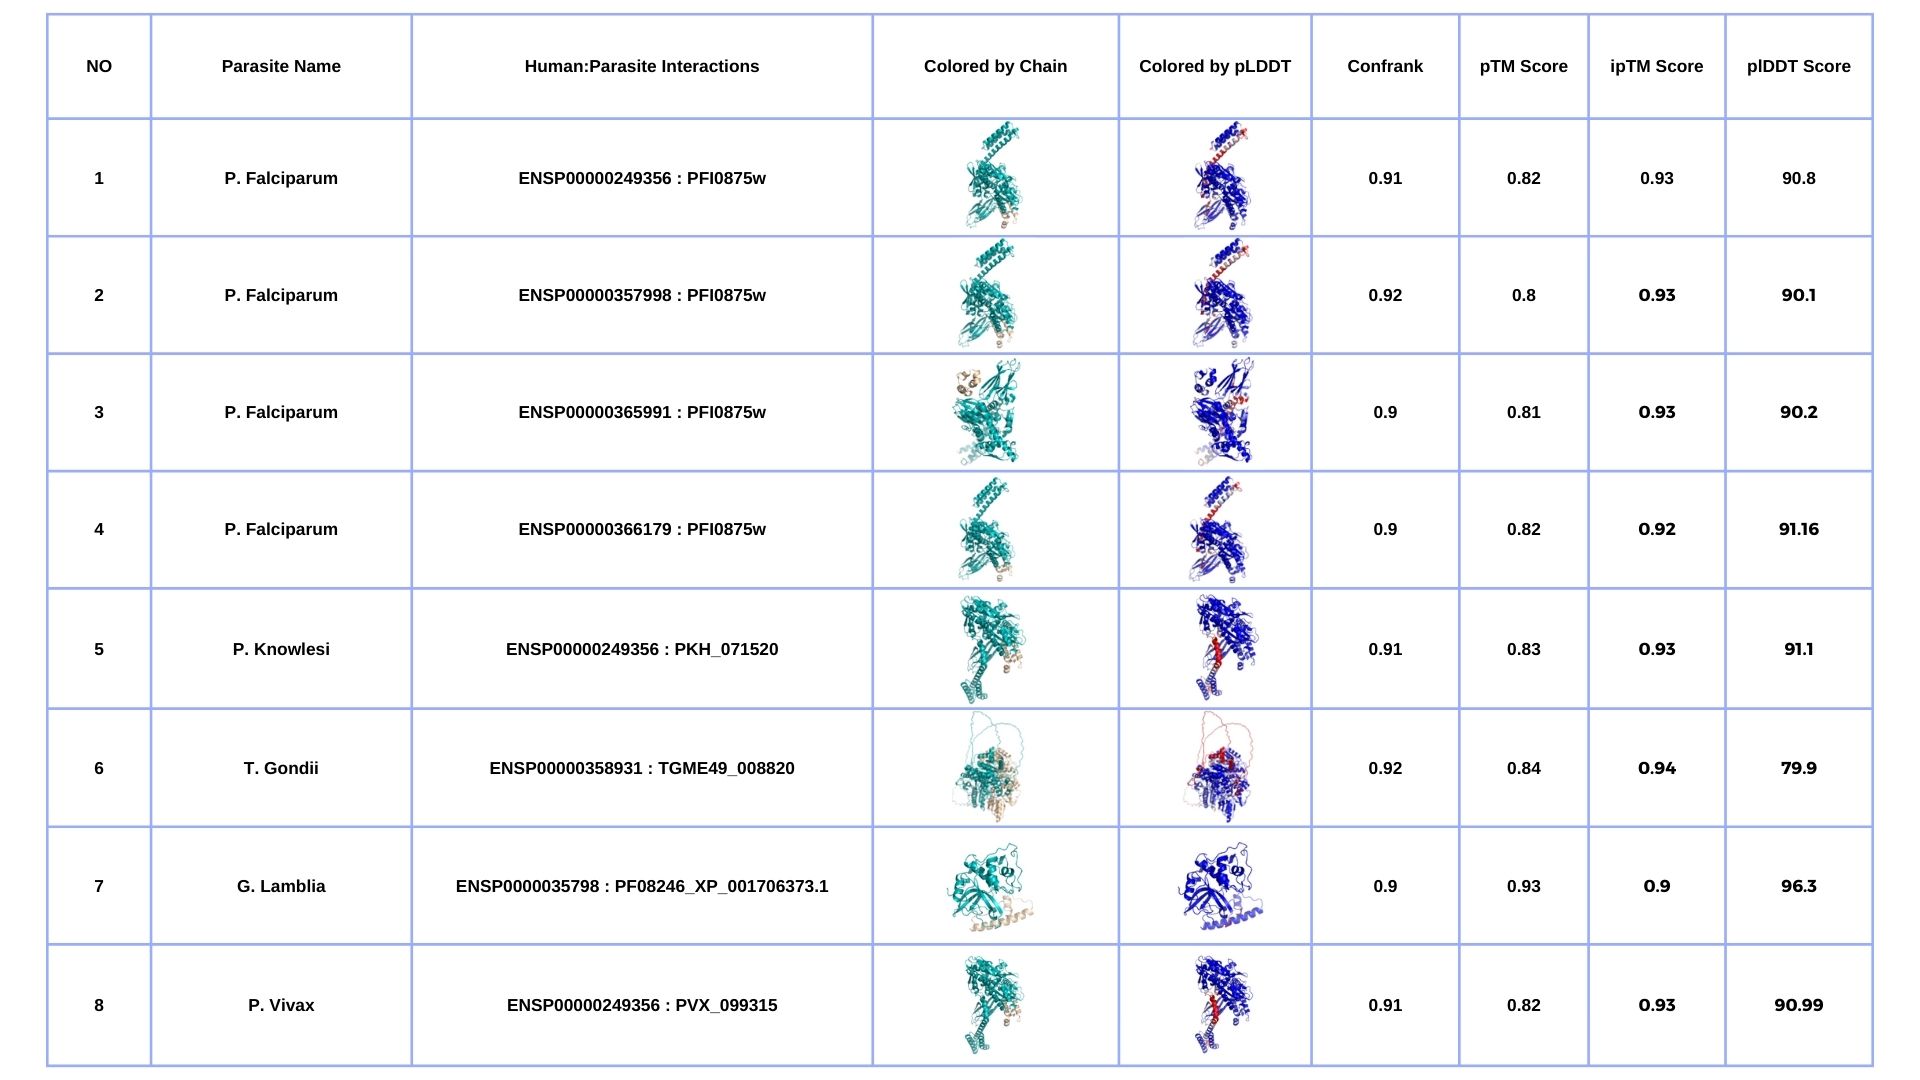 NO Parasite Name Human:Parasite Interactions Colored by Chain Colored by pLDDT Confrank pTM Score ipTM Score plDDT Score
1 P. Falciparum ENSP00000249356 : PFI0875w 0.91 0.82 0.93 90.8
2 P. Falciparum ENSP00000357998 : PFI0875w 0.92 0.8 0.93 90.1
3 P. Falciparum ENSP00000365991 : PFI0875w 0.9 0.81 0.93 90.2
4 P. Falciparum ENSP00000366179 : PFI0875w 0.9 0.82 0.92 91.16
5 P. Knowlesi ENSP00000249356 : PKH_071520 0.91 0.83 0.93 91.1
6 T. Gondii ENSP00000358931 : TGME49_008820 0.92 0.84 0.94 79.9
7 G. Lamblia ENSP0000035798 : PF08246_XP_001706373.1 0.9 0.93 0.9 96.3
8 P. Vivax ENSP00000249356 : PVX_099315 0.91 0.82 0.93 90.99